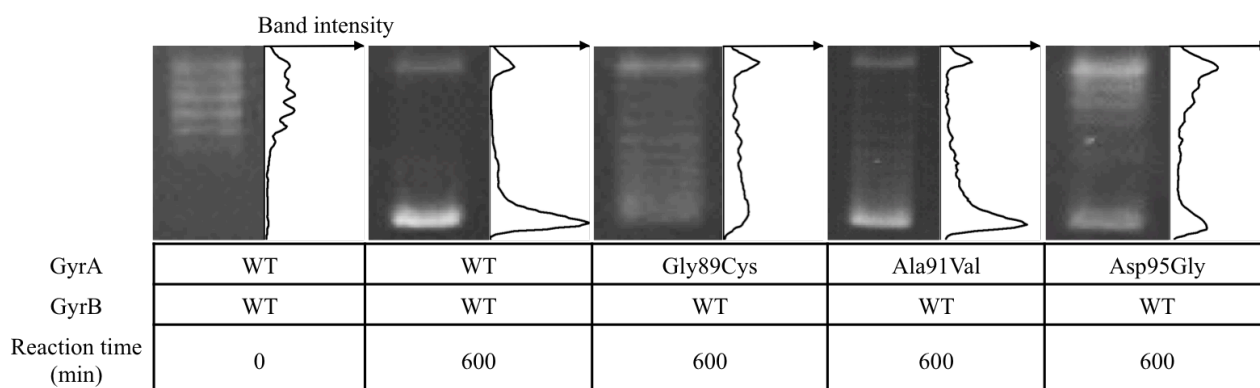 Band intensity
GyrA WT WT Gly89Cys Ala91Val Asp95Gly
GyrB WT WT WT WT WT
Reaction time (min) 0 600 600 600 600